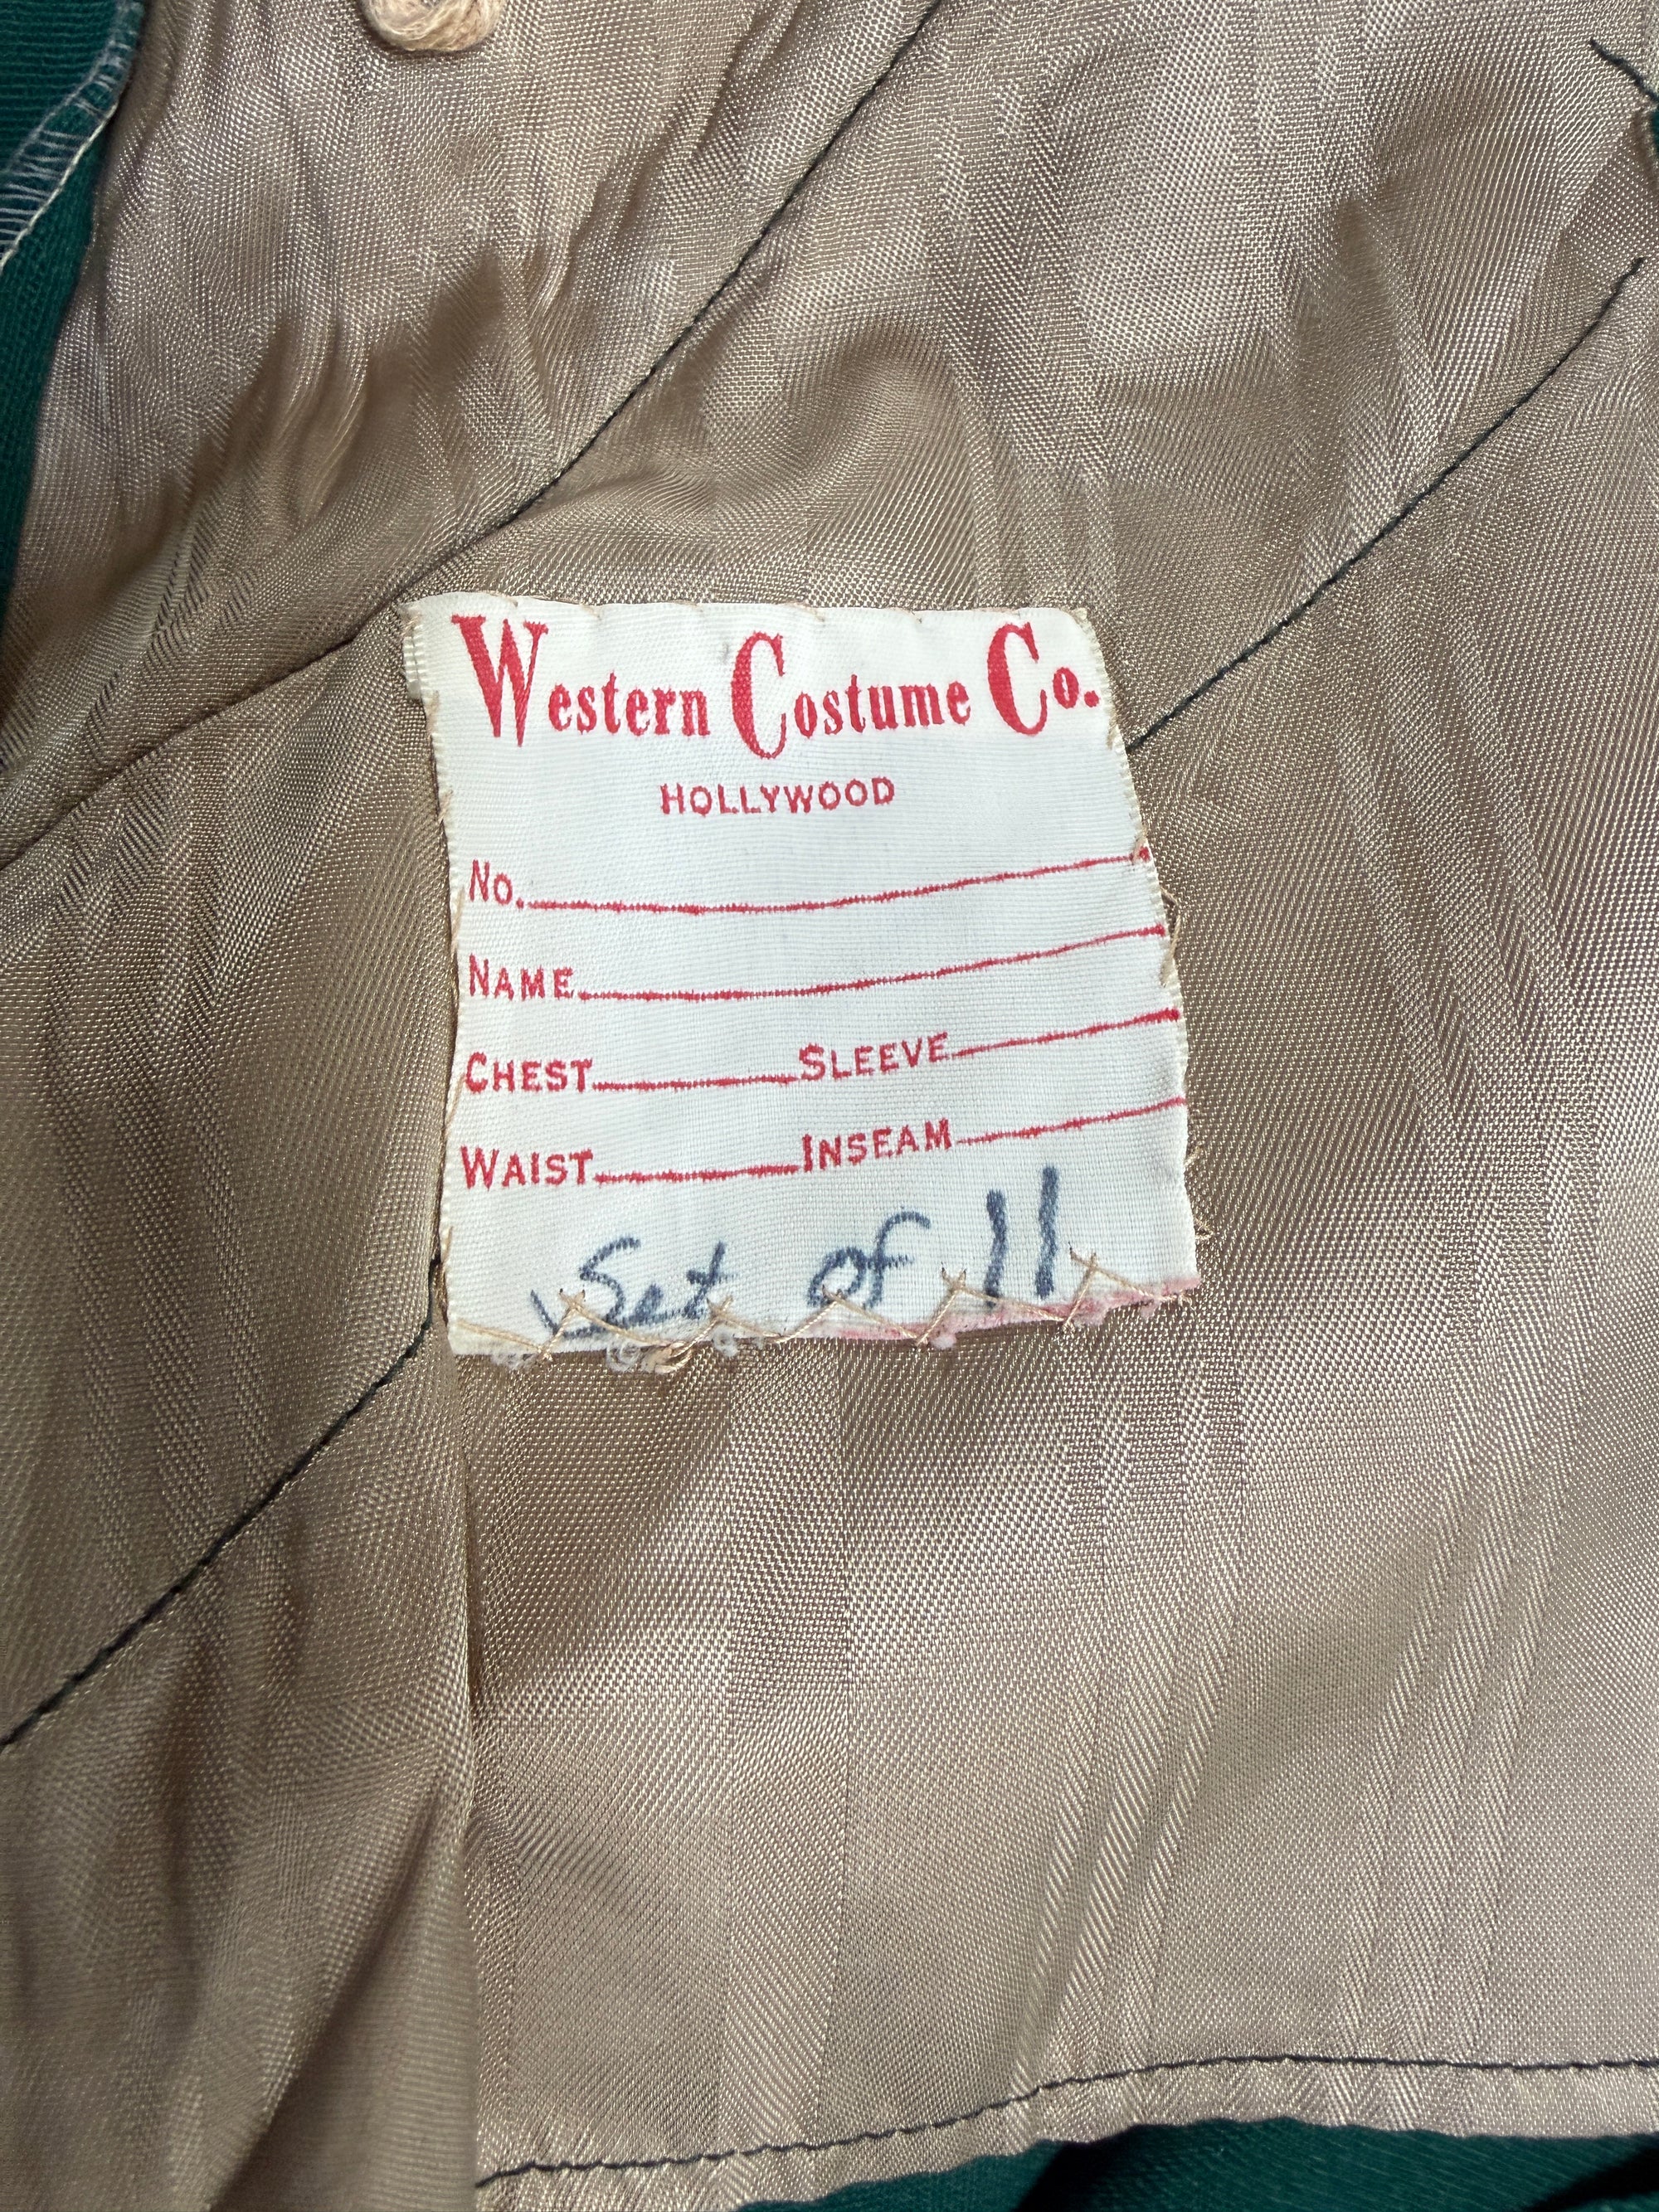 Western Costume Co.
HOLLYWOOD
No.
NAME
CHEST SLEEVE
WAIST INSEAM
Set of 11